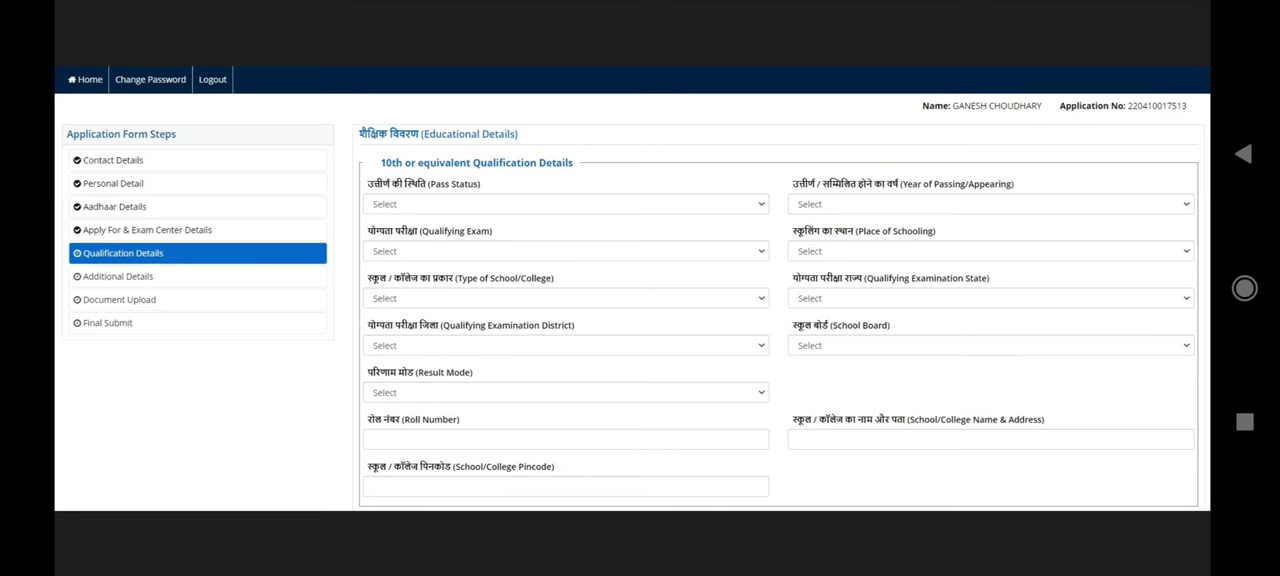 Home Change Password Logout
Name: GANESH CHOUDHARY Application No: 220410017513
Application Form Steps
Contact Details
Personal Detail
Aadhaar Details
Apply For & Exam Center Details
Qualification Details
Additional Details
Document Upload
Final Submit
शैक्षिक विवरण (Educational Details)
10th or equivalent Qualification Details
उत्तीर्ण की स्थिति (Pass Status) उत्तीर्ण / सम्मिलित होने का वर्ष (Year of Passing/Appearing)
Select Select
योग्यता परीक्षा (Qualifying Exam) स्कूलिंग का स्थान (Place of Schooling)
Select Select
स्कूल / कॉलेज का प्रकार (Type of School/College) योग्यता परीक्षा राज्य (Qualifying Examination State)
Select Select
योग्यता परीक्षा जिला (Qualifying Examination District) स्कूल बोर्ड (School Board)
Select Select
परिणाम मोड (Result Mode)
Select
रोल नंबर (Roll Number) स्कूल / कॉलेज का नाम और पता (School/College Name & Address)
स्कूल / कॉलेज पिनकोड (School/College Pincode)